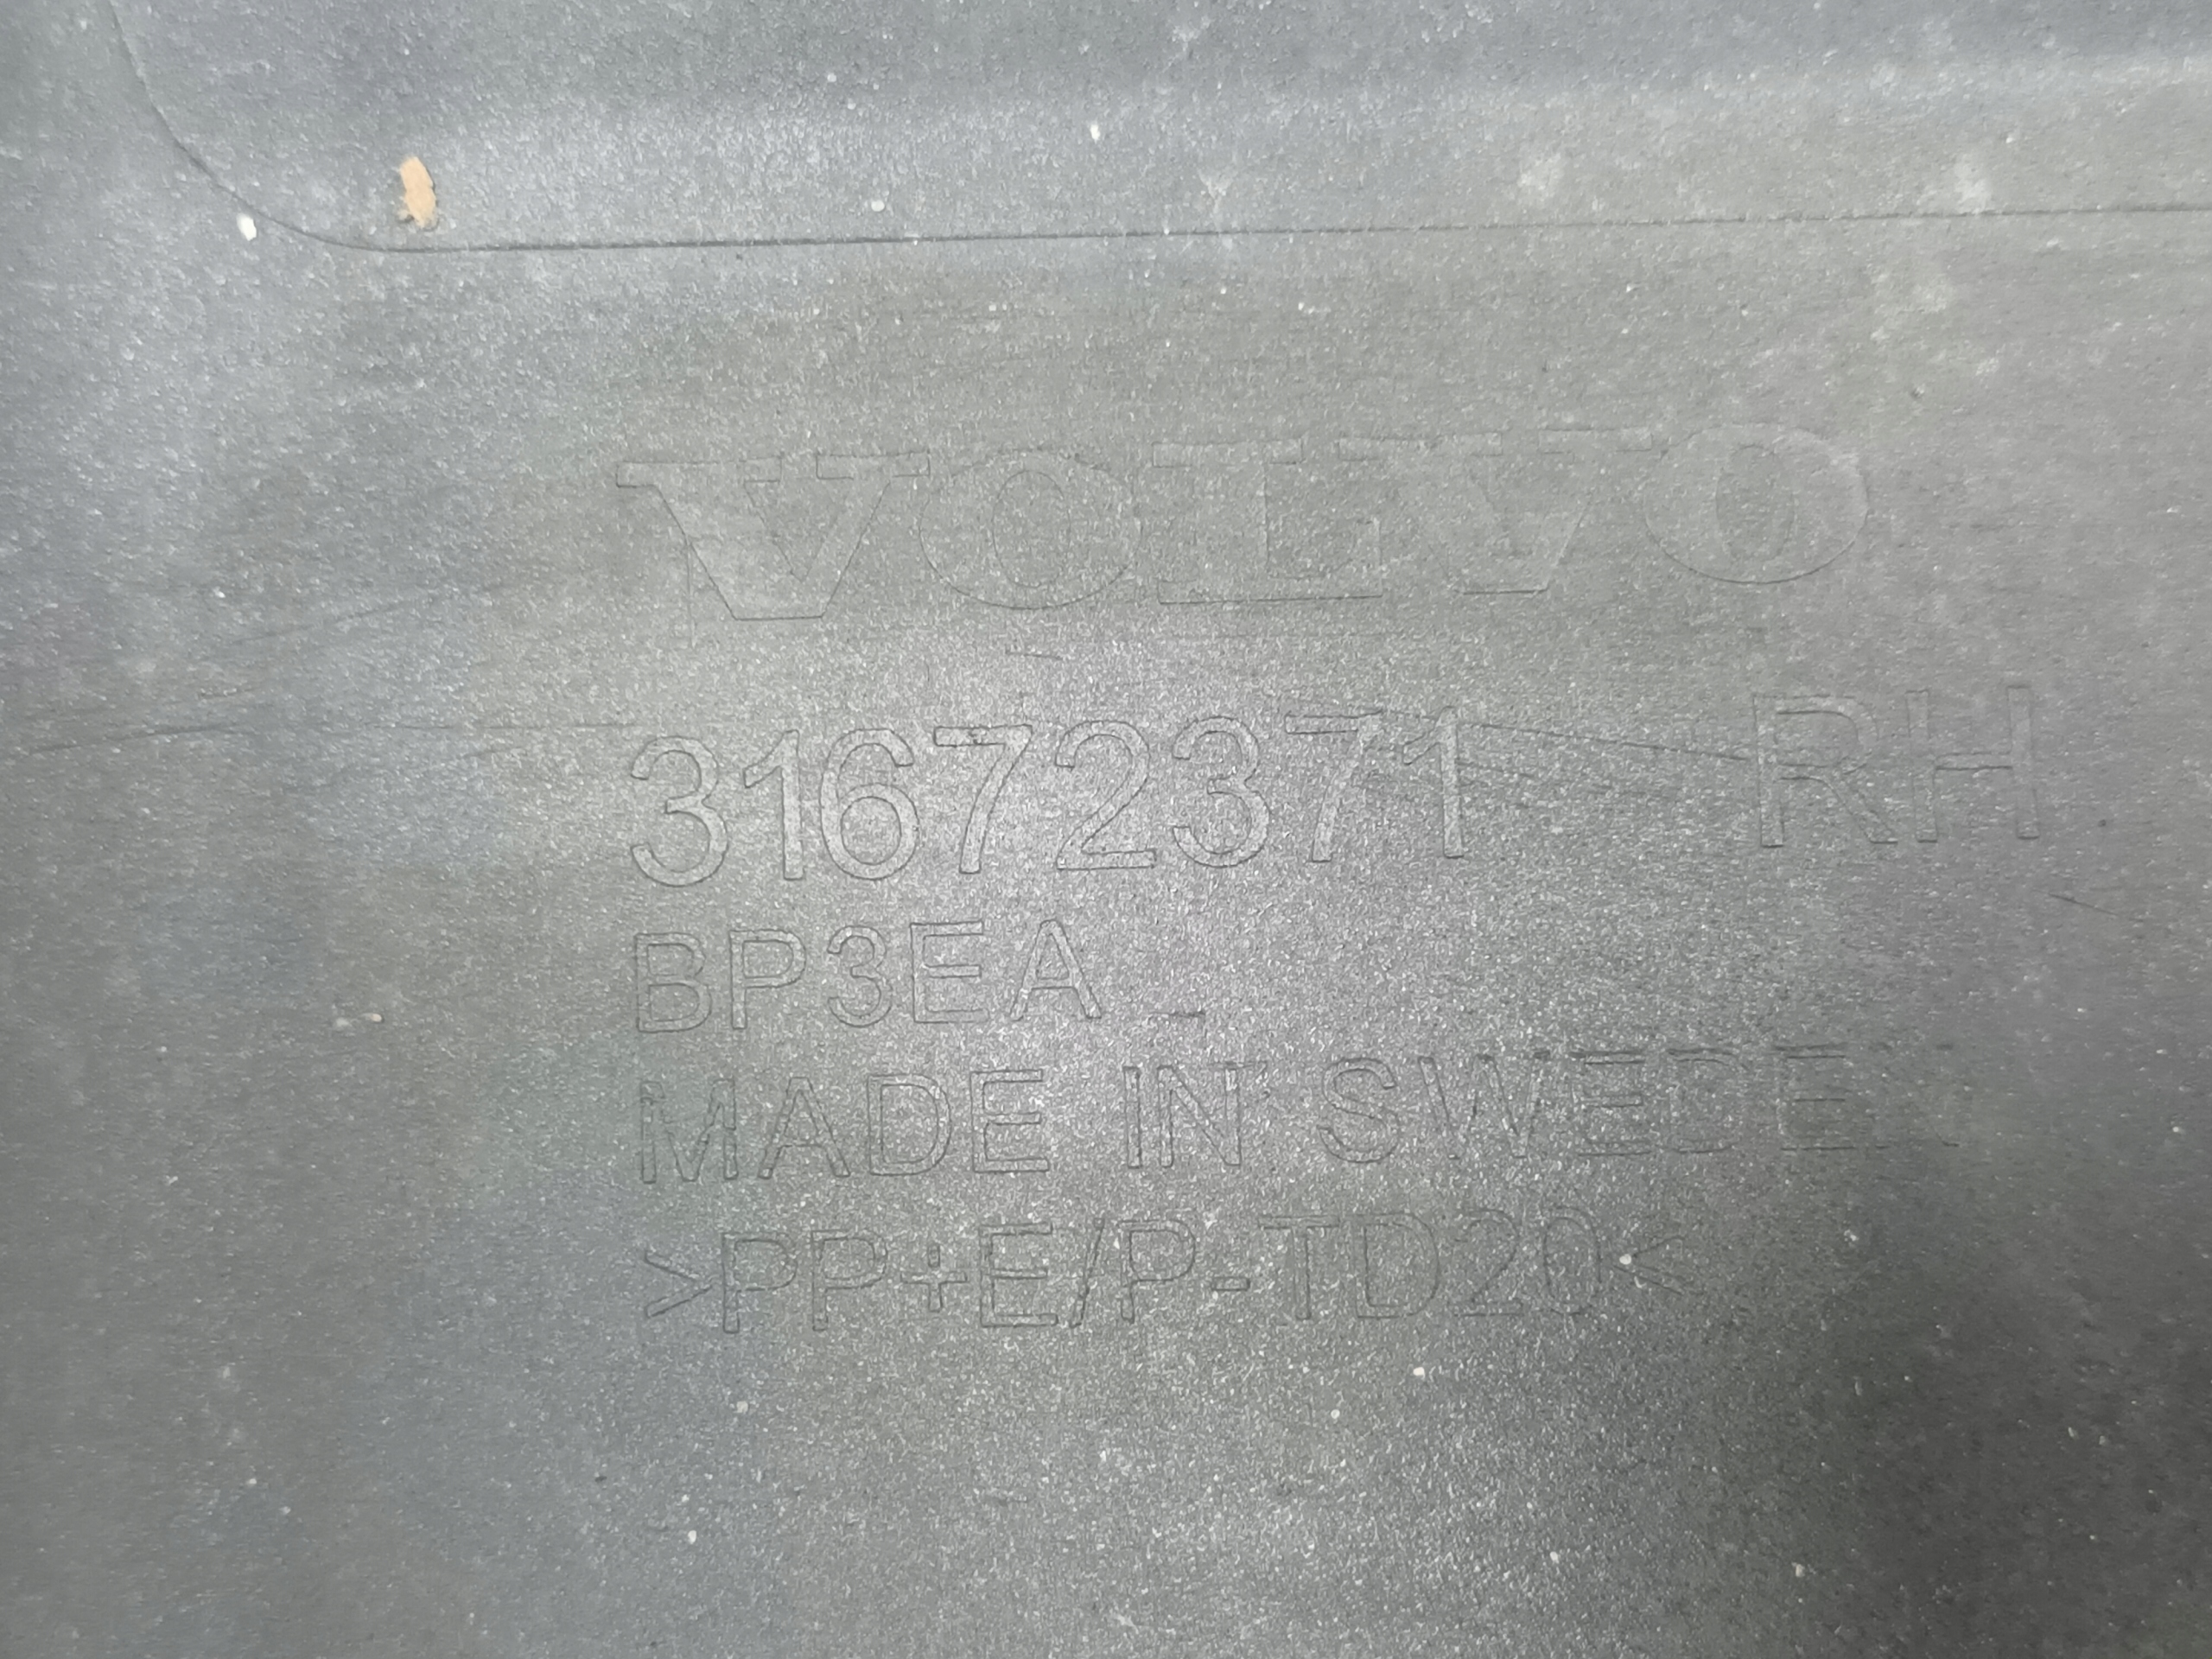 VOLVO
31672371 RH
BP3EA
MADE IN SWEDEN
>PP+E/P-TD20<